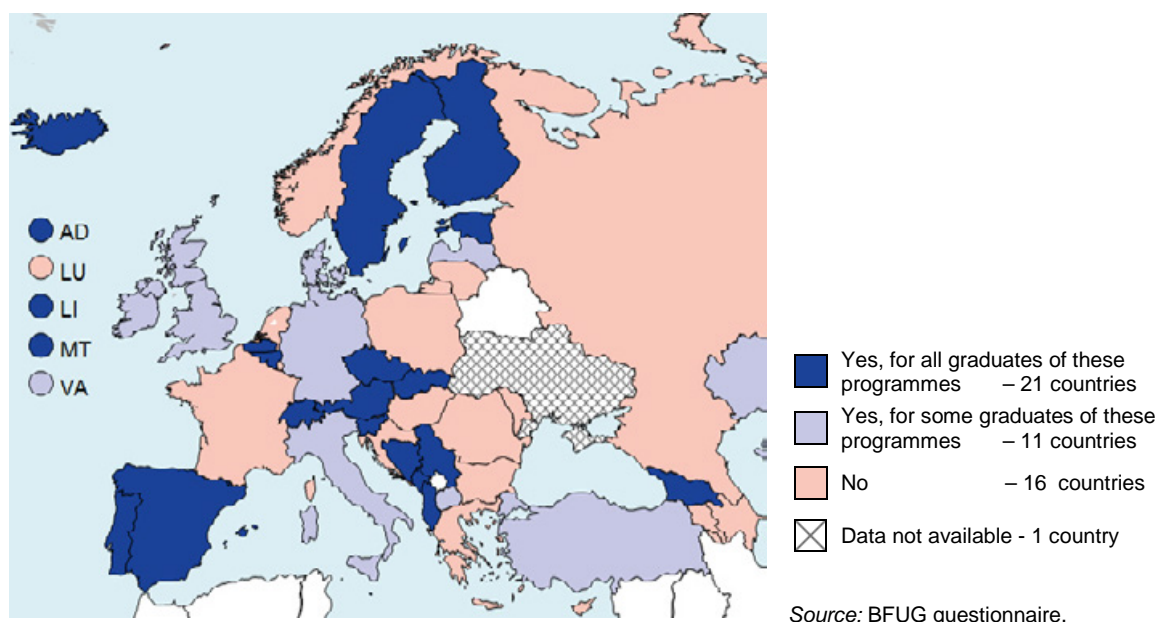 AD
LU
LI
MT
VA
Yes, for all graduates of these
programmes – 21 countries
Yes, for some graduates of these
programmes – 11 countries
No – 16 countries
Data not available - 1 country
Source: BFUG questionnaire.